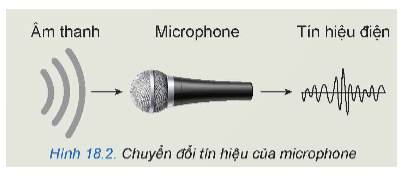 Âm thanh
Microphone
Tín hiệu điện
Hình 18.2. Chuyển đổi tín hiệu của microphone